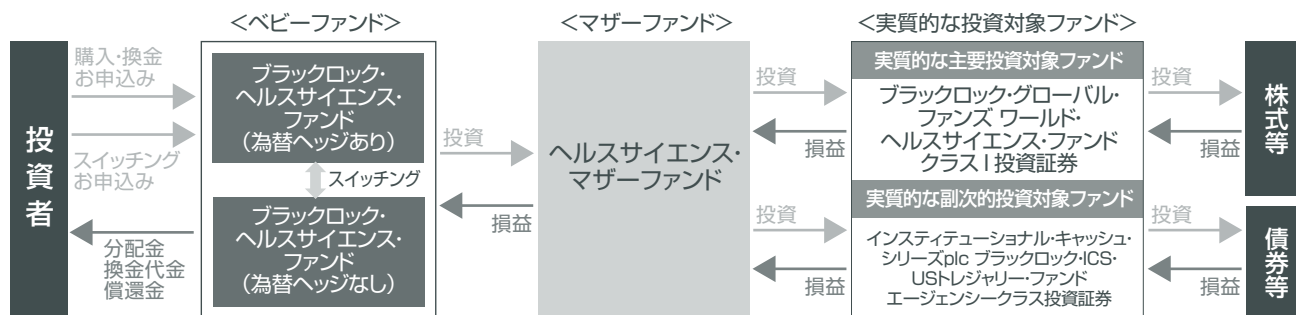 <ベビーファンド>
<マザーファンド>
<実質的な投資対象ファンド>
投資者
購入・換金
お申込み
スイッチング
お申込み
分配金
換金代金
償還金
ブラックロック・
ヘルスサイエンス・
ファンド
（為替ヘッジあり）
スイッチング
ブラックロック・
ヘルスサイエンス・
ファンド
（為替ヘッジなし）
投資
損益
ヘルスサイエンス・
マザーファンド
投資
損益
投資
損益
実質的な主要投資対象ファンド
ブラックロック・グローバル・
ファンズ ワールド・
ヘルスサイエンス・ファンド
クラスI 投資証券
実質的な副次的投資対象ファンド
インスティテューショナル・キャッシュ・
シリーズplc ブラックロック・ICS・
USトレジャリー・ファンド
エージェンシークラス投資証券
投資
損益
投資
損益
株式等
債券等